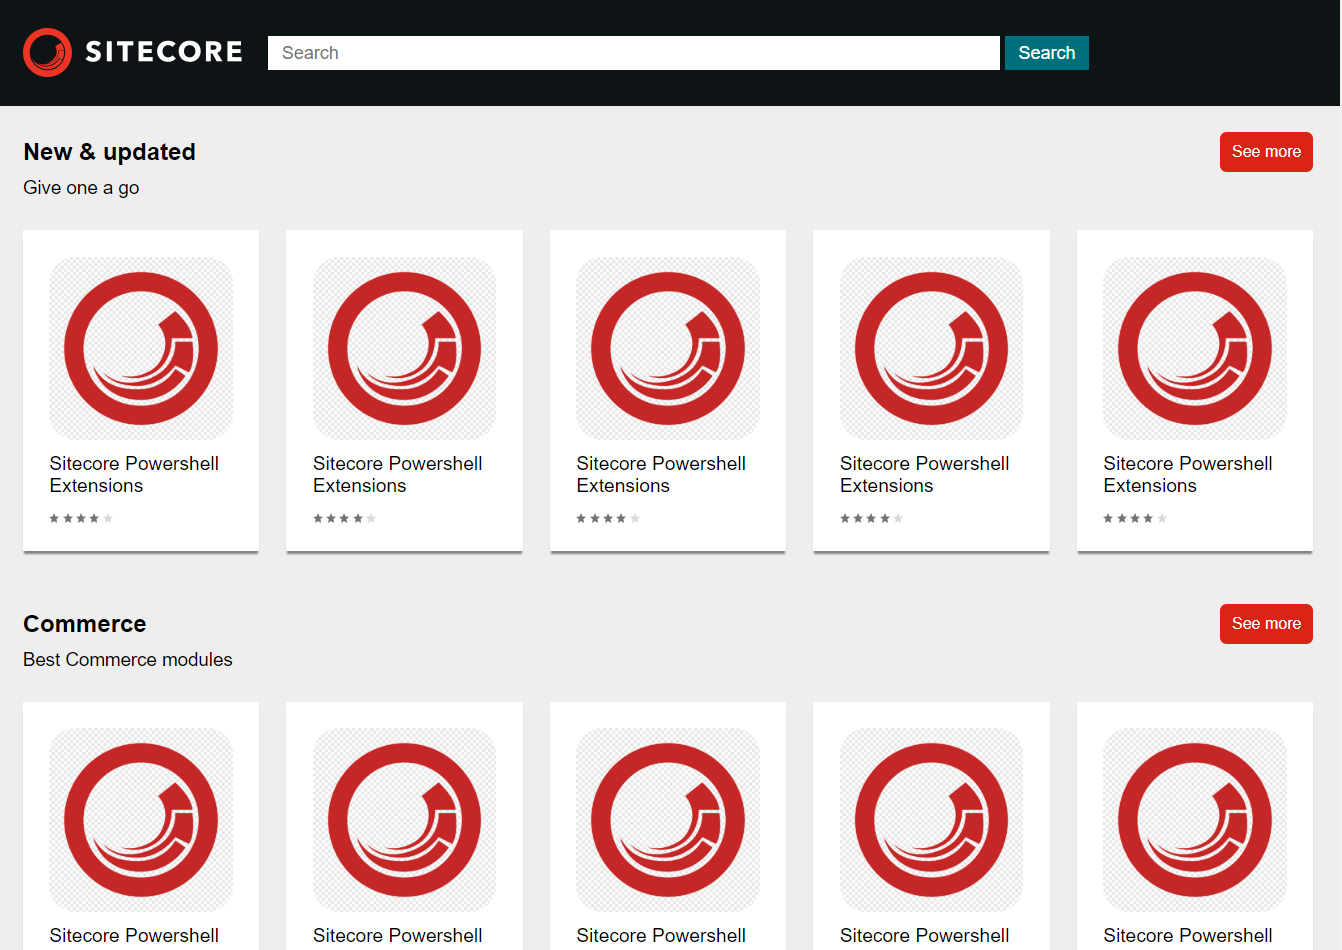 SITECORE
Search
Search
New & updated
See more
Give one a go
Sitecore Powershell
Extensions
Sitecore Powershell
Extensions
Sitecore Powershell
Extensions
Sitecore Powershell
Extensions
Sitecore Powershell
Extensions
Commerce
See more
Best Commerce modules
Sitecore Powershell
Sitecore Powershell
Sitecore Powershell
Sitecore Powershell
Sitecore Powershell